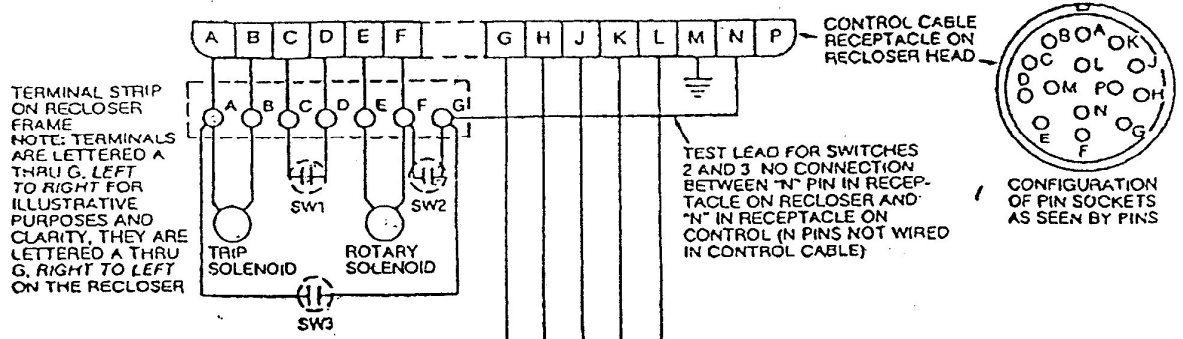 A B C D E F G H J K L M N P
CONTROL CABLE
RECEPTACLE ON
RECLOSER HEAD
TERMINAL STRIP
ON RECLOSER
FRAME
NOTE: TERMINALS
ARE LETTERED A
THRU G, LEFT
TO RIGHT FOR
ILLUSTRATIVE
PURPOSES AND
CLARITY, THEY ARE
LETTERED A THRU
G, RIGHT TO LEFT
ON THE RECLOSER
A B C D E F G
SW1
SW2
TRIP
SOLENOID
ROTARY
SOLENOID
SW3
TEST LEAD FOR SWITCHES
2 AND 3 NO CONNECTION
BETWEEN "N" PIN IN RECEP-
TACLE ON RECLOSER AND
"N" IN RECEPTACLE ON
CONTROL (N PINS NOT WIRED
IN CONTROL CABLE)
B A K
C L J
D M P H
N
E F G
CONFIGURATION
OF PIN SOCKETS
AS SEEN BY PINS